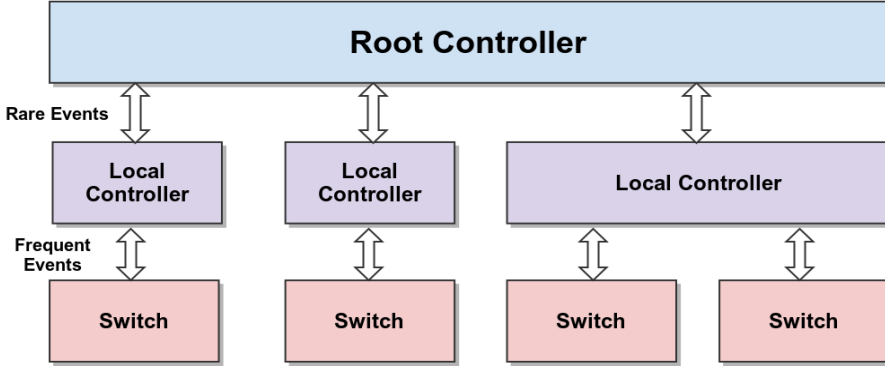 Root Controller
Rare Events
Local
Controller
Local
Controller
Local Controller
Frequent
Events
Switch
Switch
Switch
Switch